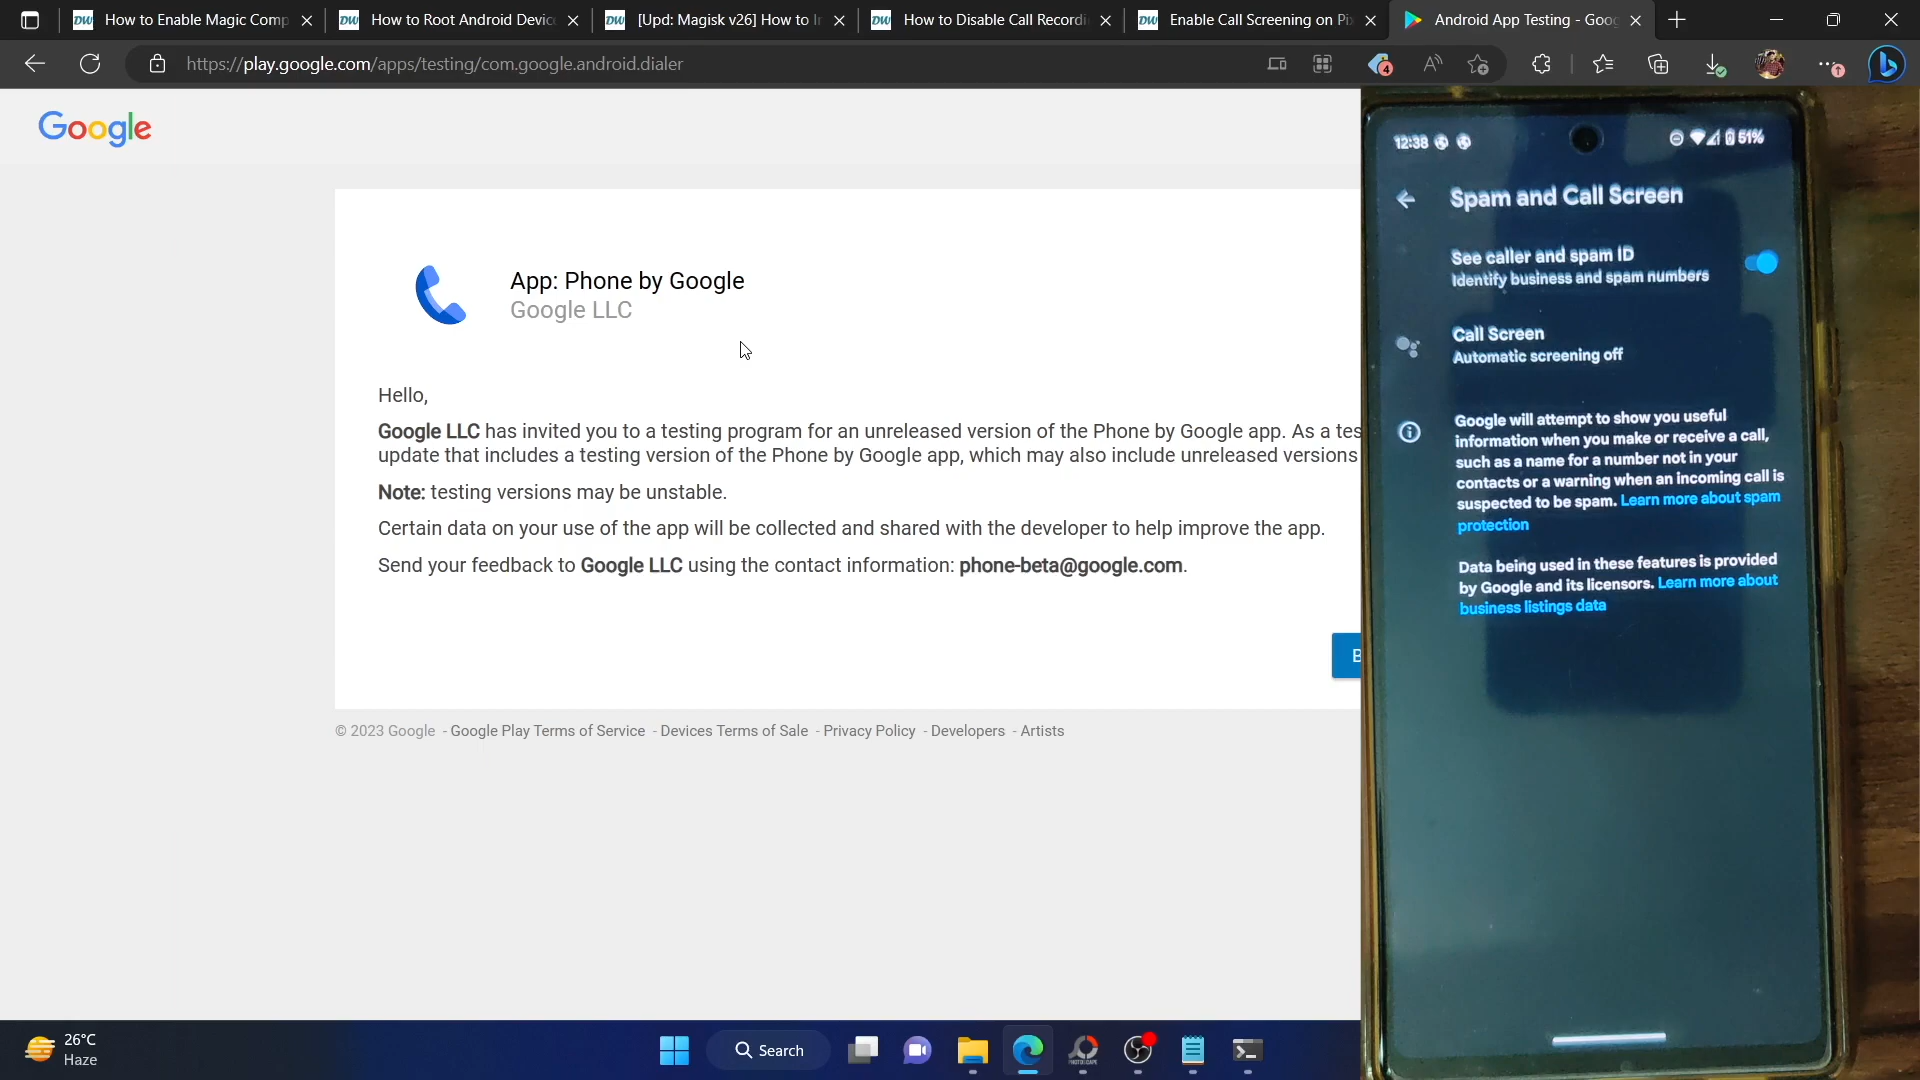 How to Enable Magic Comp
How to Root Android Devic
[Upd: Magisk v26] How to I
How to Disable Call Recordi
Enable Call Screening on Pi
Android App Testing - Goo
https://play.google.com/apps/testing/com.google.android.dialer
4
Google
App: Phone by Google
Google LLC
Hello,
Google LLC has invited you to a testing program for an unreleased version of the Phone by Google app. As a tes
update that includes a testing version of the Phone by Google app, which may also include unreleased versions
Note: testing versions may be unstable.
Certain data on your use of the app will be collected and shared with the developer to help improve the app.
Send your feedback to Google LLC using the contact information: phone-beta@google.com.
© 2023 Google - Google Play Terms of Service - Devices Terms of Sale - Privacy Policy - Developers - Artists
12:38
51%
Spam and Call Screen
See caller and spam ID
Identify business and spam numbers
Call Screen
Automatic screening off
Google will attempt to show you useful
information when you make or receive a call,
such as a name for a number not in your
contacts or a warning when an incoming call is
suspected to be spam. Learn more about spam
protection
Data being used in these features is provided
by Google and its licensors. Learn more about
business listings data
26°C
Haze
Search